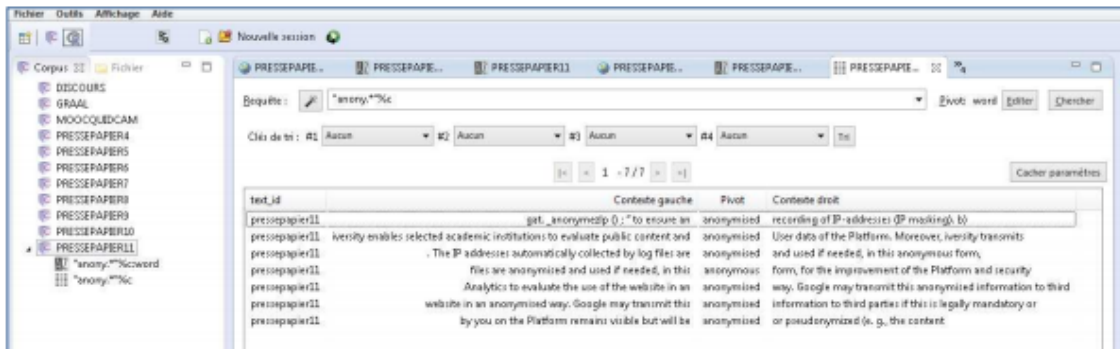 Fichier Outils Affichage Aide
Nouvelle session
Corpus Fichier
DISCOURS
GRAAL
MOOCQUIDCAM
PRESSEPAPIER4
PRESSEPAPIER5
PRESSEPAPIER6
PRESSEPAPIER7
PRESSEPAPIER8
PRESSEPAPIER9
PRESSEPAPIER10
PRESSEPAPIER11
"anony.*"%c:word
"anony.*"%c
PRESSEPAPIE... PRESSEPAPIE... PRESSEPAPIER11 PRESSEPAPIE... PRESSEPAPIE... PRESSEPAPIE...
Requête : "anony.*"%c Pivot: word Editer Chercher
Clés de tri : #1 Aucun #2 Aucun #3 Aucun #4 Aucun Tri
1 - 7 / 7
Cacher paramètres
text_id Contexte gauche Pivot Contexte droit
pressepapier11 gat._anonymezIp () ; " to ensure an anonymised recording of IP-addresses (IP masking). b)
pressepapier11 iversity enables selected academic institutions to evaluate public content and anonymised User data of the Platform. Moreover, iversity transmits
pressepapier11 . The IP addresses automatically collected by log files are anonymised and used if needed, in this anonymous form,
pressepapier11 files are anonymised and used if needed, in this anonymous form, for the improvement of the Platform and security
pressepapier11 Analytics to evaluate the use of the website in an anonymised way. Google may transmit this anonymised information to third
pressepapier11 website in an anonymised way. Google may transmit this anonymised information to third parties if this is legally mandatory or
pressepapier11 by you on the Platform remains visible but will be anonymised or pseudonymized (e. g., the content